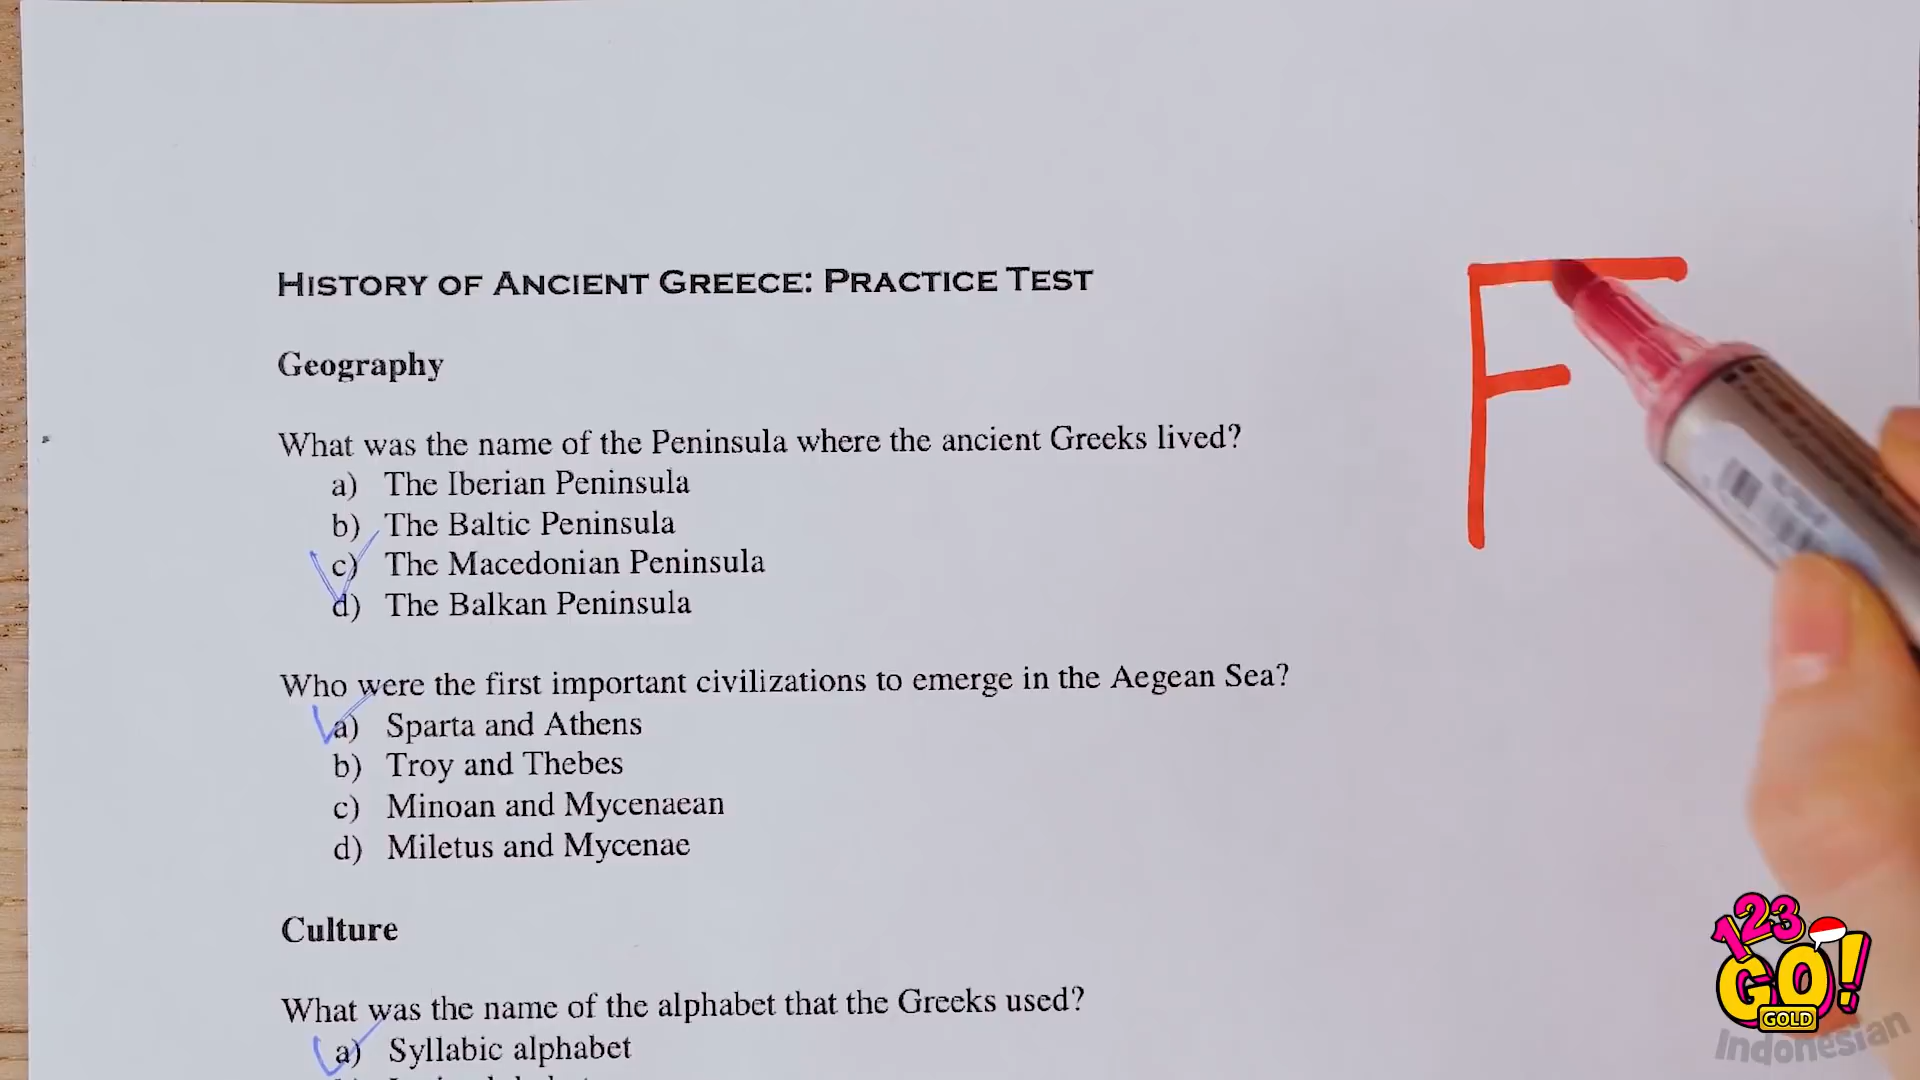 HISTORY OF ANCIENT GREECE: PRACTICE TEST
F
Geography
What was the name of the Peninsula where the ancient Greeks lived?
a) The Iberian Peninsula
b) The Baltic Peninsula
c) The Macedonian Peninsula
d) The Balkan Peninsula
Who were the first important civilizations to emerge in the Aegean Sea?
a) Sparta and Athens
b) Troy and Thebes
c) Minoan and Mycenaean
d) Miletus and Mycenae
Culture
What was the name of the alphabet that the Greeks used?
a) Syllabic alphabet
123
GO!
GOLD
Indonesian